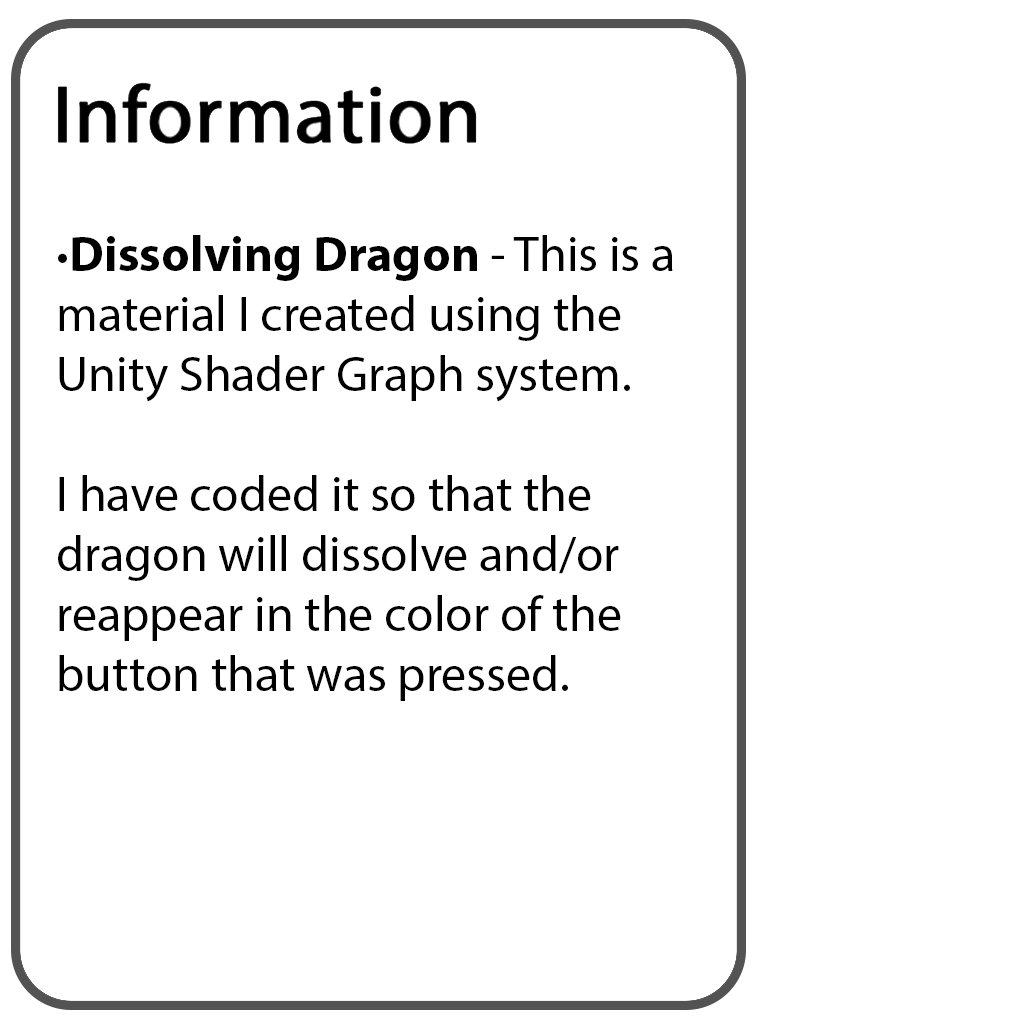 Information
•Dissolving Dragon - This is a
material I created using the
Unity Shader Graph system.
I have coded it so that the
dragon will dissolve and/or
reappear in the color of the
button that was pressed.